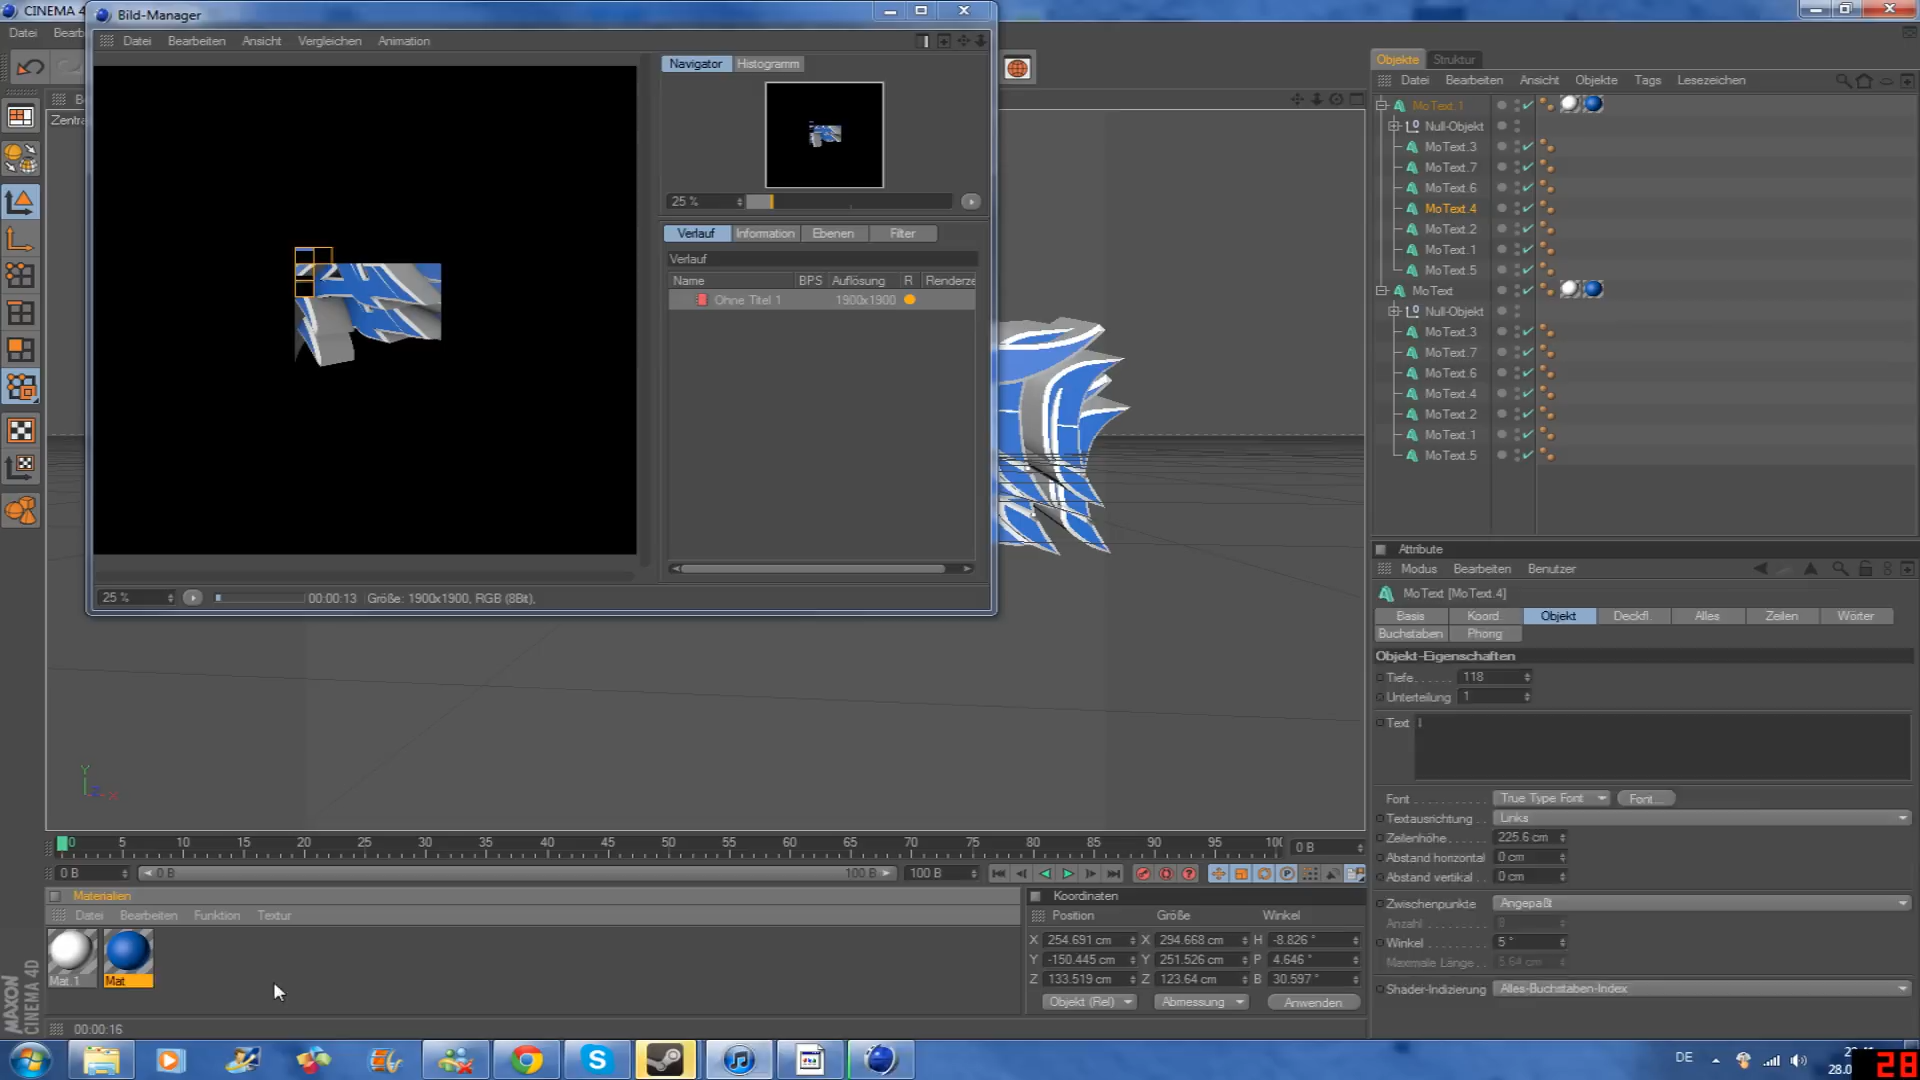 CINEMA 4
Bild-Manager
Datei Bearb
Datei Bearbeiten Ansicht Vergleichen Animation
Navigator Histogramm
25 %
Verlauf Information Ebenen Filter
Verlauf
Name BPS Auflösung R Renderze
Ohne Titel 1 1900x1900
25 % 00:00:13 Größe: 1900x1900, RGB (8Bit),
Zentra
Objekte Struktur
Datei Bearbeiten Ansicht Objekte Tags Lesezeichen
MoText.1
Null-Objekt
MoText.3
MoText.7
MoText.6
MoText.4
MoText.2
MoText.1
MoText.5
MoText
Null-Objekt
MoText.3
MoText.7
MoText.6
MoText.4
MoText.2
MoText.1
MoText.5
Attribute
Modus Bearbeiten Benutzer
MoText [MoText.4]
Basis Koord. Objekt Deckfl Alles Zeilen Wörter
Buchstaben Phong
Objekt-Eigenschaften
Tiefe 118
Unterteilung 1
Text I
Font True Type Font Font...
Textausrichtung Links
Zeilenhöhe 225.6 cm
Abstand horizontal 0 cm
Abstand vertikal 0 cm
Zwischenpunkte Angepaßt
Anzahl 8
Winkel 5 °
Maximale Länge 5.64 cm
Shader-Indizierung Alles-Buchstaben-Index
Y
X
0 5 10 15 20 25 30 35 40 45 50 55 60 65 70 75 80 85 90 95 100 0 B
0 B 0 B 100 B 100 B
Materialien
Datei Bearbeiten Funktion Textur
Mat.1 Mat
Koordinaten
Position Größe Winkel
X 254.691 cm X 294.668 cm H -8.826 °
Y -150.445 cm Y 251.526 cm P 4.646 °
Z 133.519 cm Z 123.64 cm B 30.597 °
Objekt (Rel) Abmessung Anwenden
MAXON
CINEMA 4D
00:00:16
DE
28.0
28